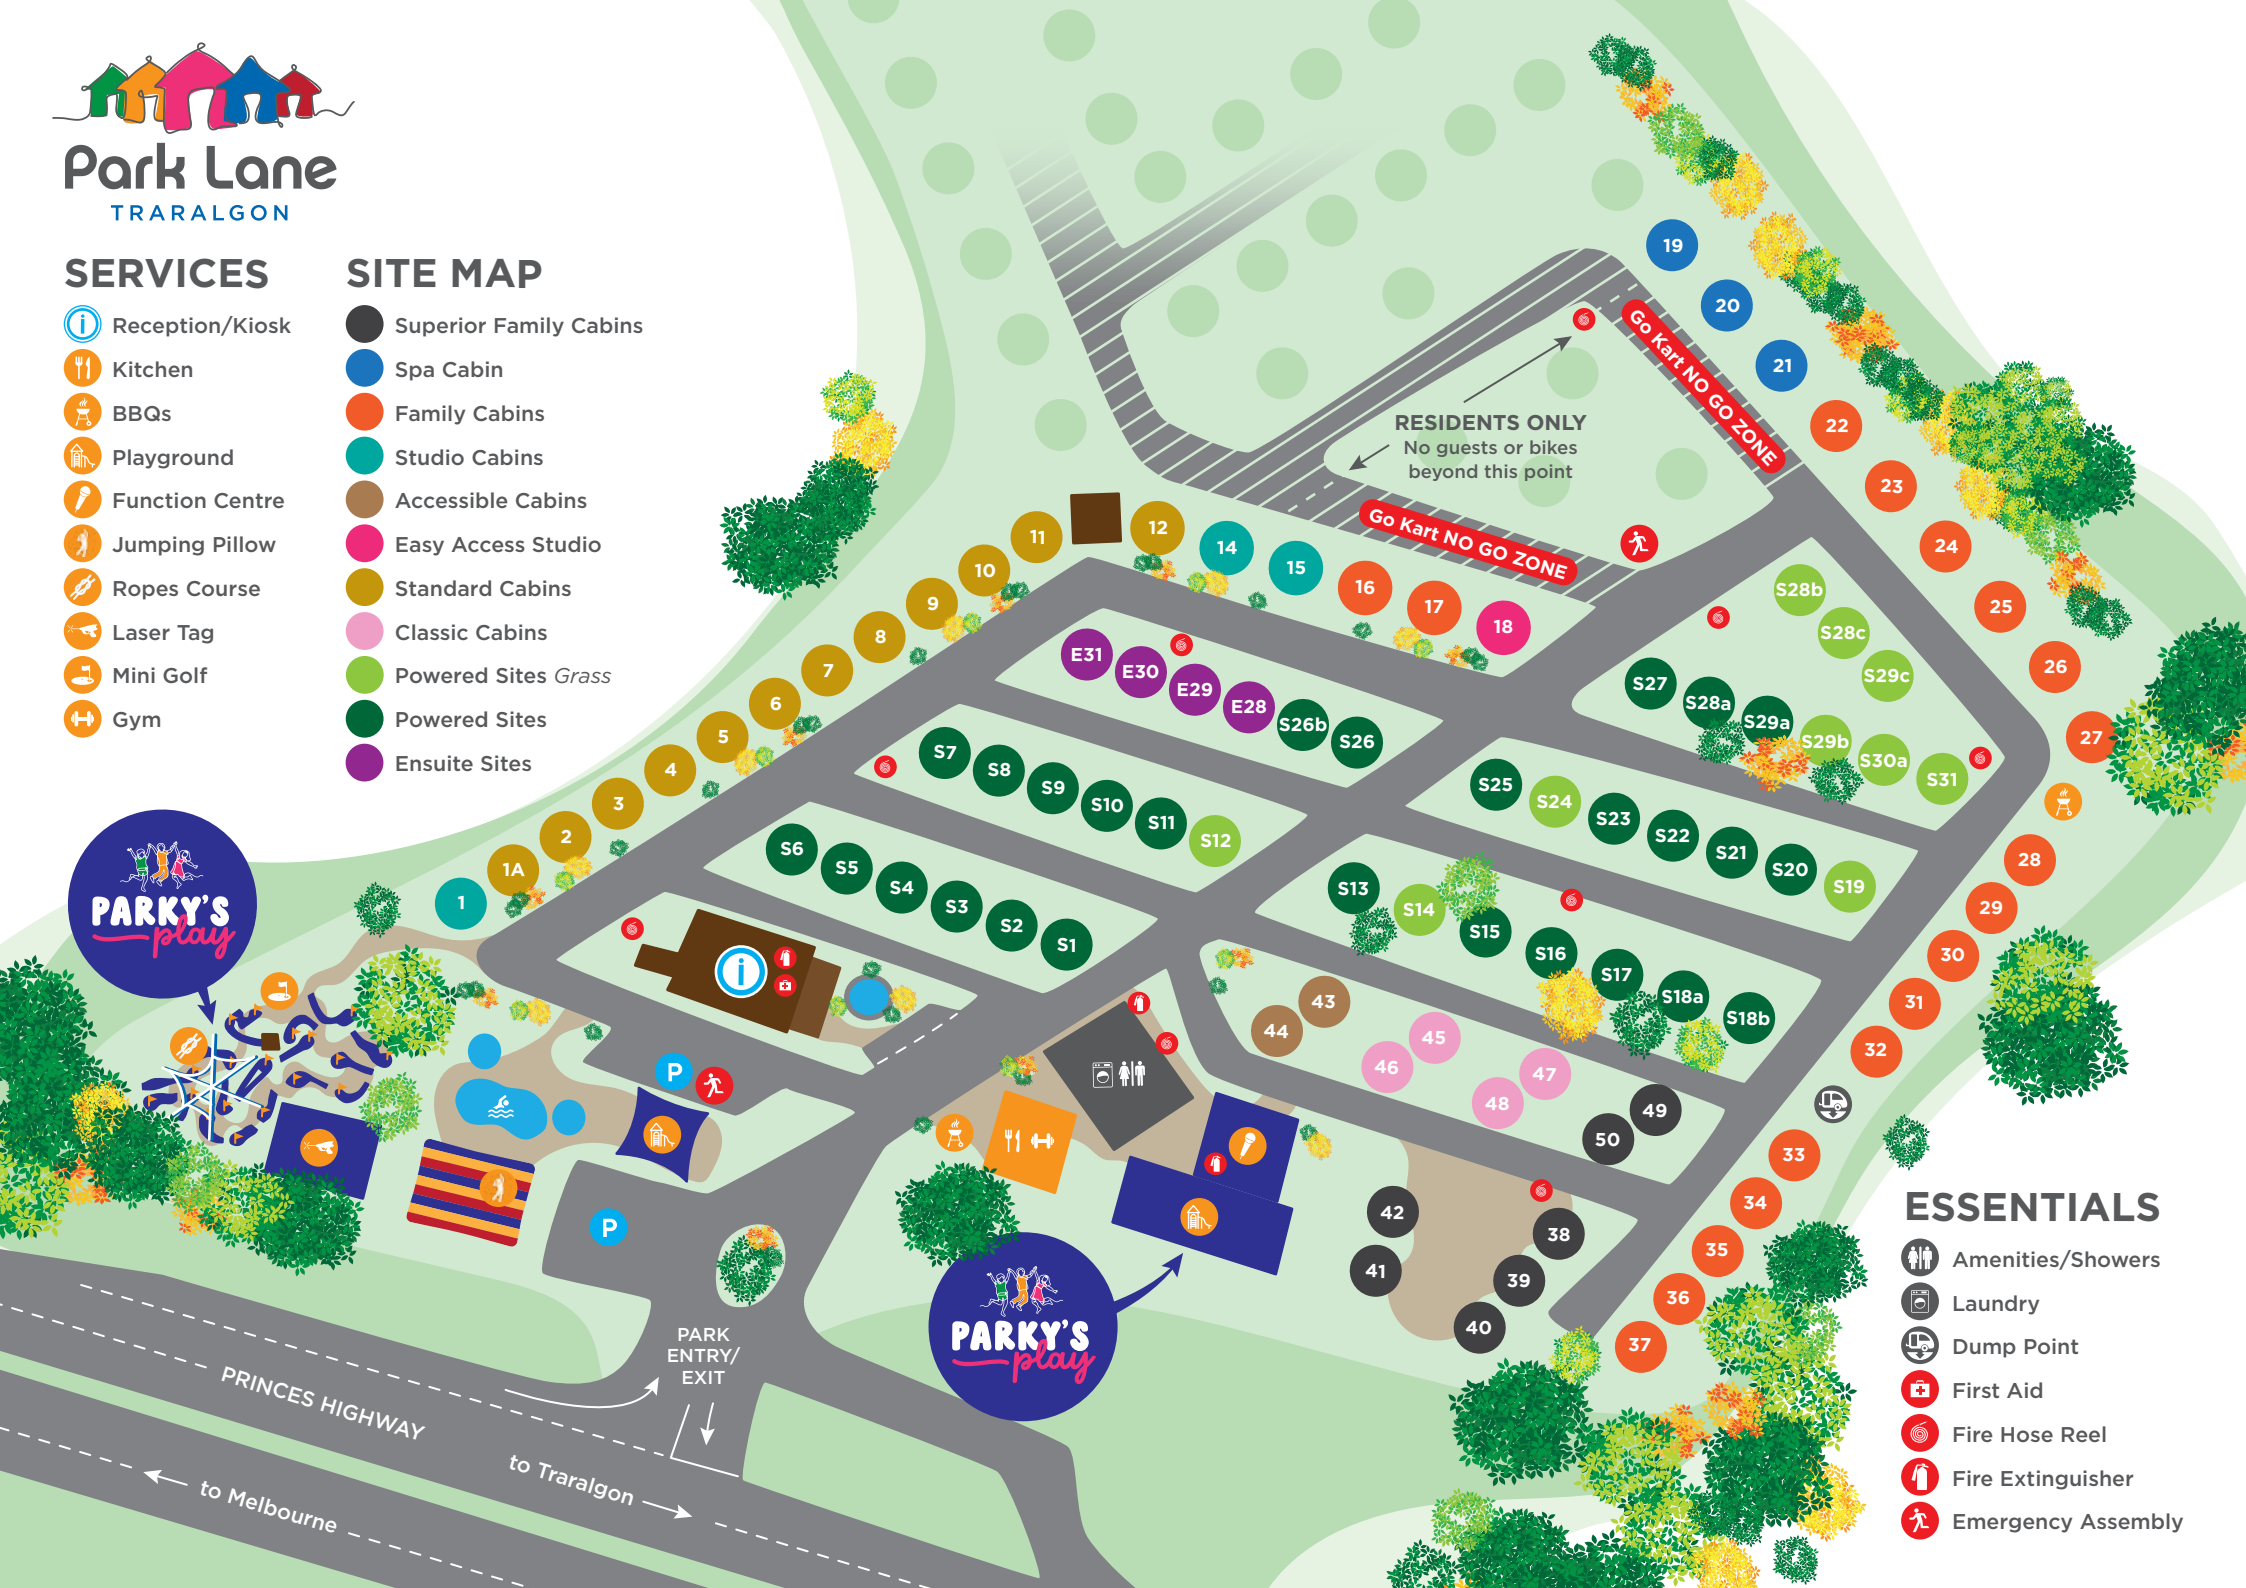 Park Lane
TRARALGON
SERVICES
Reception/Kiosk
Kitchen
BBQs
Playground
Function Centre
Jumping Pillow
Ropes Course
Laser Tag
Mini Golf
Gym
SITE MAP
Superior Family Cabins
Spa Cabin
Family Cabins
Studio Cabins
Accessible Cabins
Easy Access Studio
Standard Cabins
Classic Cabins
Powered Sites Grass
Powered Sites
Ensuite Sites
19
20
21
22
23
24
25
26
27
28
29
30
31
32
33
34
35
36
37
Go Kart NO GO ZONE
RESIDENTS ONLY
No guests or bikes
beyond this point
Go Kart NO GO ZONE
1
1A
2
3
4
5
6
7
8
9
10
11
12
14
15
16
17
18
E31
E30
E29
E28
S26b
S26
S28b
S28c
S29c
S27
S28a
S29a
S29b
S30a
S31
S7
S8
S9
S10
S11
S12
S25
S24
S23
S22
S21
S20
S19
S6
S5
S4
S3
S2
S1
S13
S14
S15
S16
S17
S18a
S18b
43
44
45
46
47
48
49
50
42
41
38
39
40
PARKY'S
play
i
P
P
PARKY'S
play
PARK
ENTRY/
EXIT
PRINCES HIGHWAY
to Traralgon
to Melbourne
ESSENTIALS
Amenities/Showers
Laundry
Dump Point
First Aid
Fire Hose Reel
Fire Extinguisher
Emergency Assembly